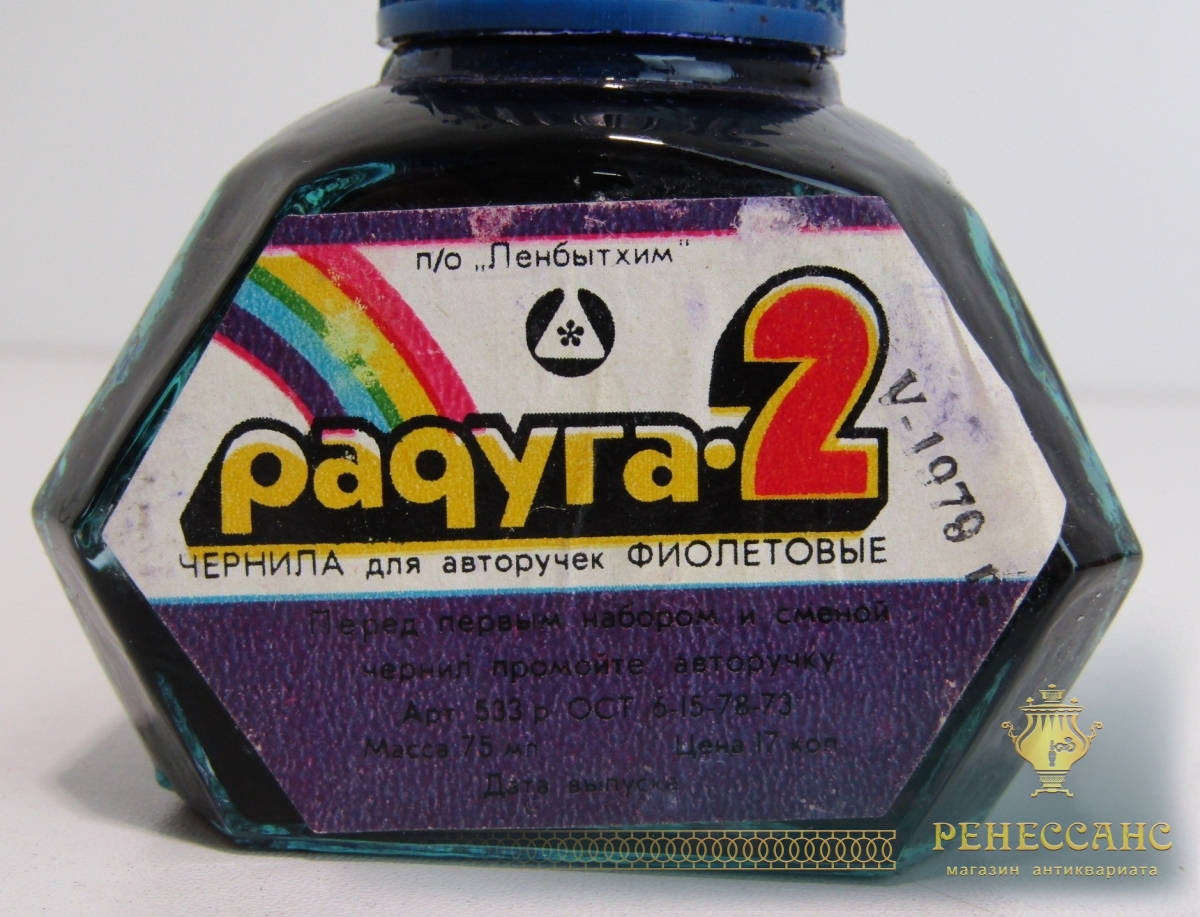 п/о „Ленбытхим"
радуга-2
V-1978 г.
ЧЕРНИЛА для авторучек ФИОЛЕТОВЫЕ
Перед первым набором и сменой
чернил промойте авторучку
Арт. 533 р ОСТ 6-15-78-73
Масса 75 мл Цена 17 коп.
Дата выпуска
РЕНЕССАНС
магазин антиквариата